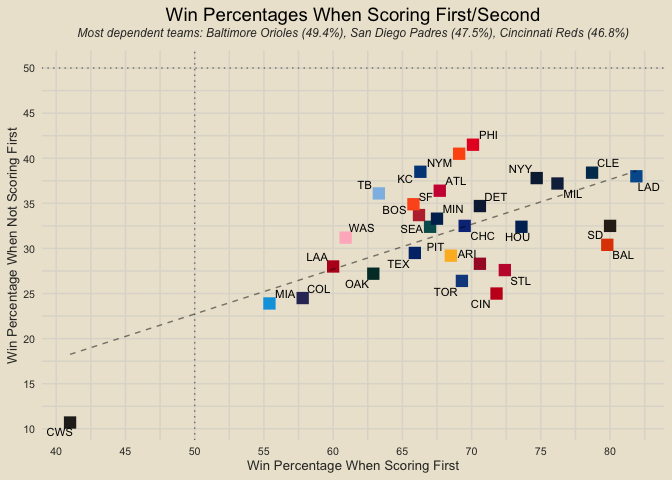 Win Percentages When Scoring First/Second
Most dependent teams: Baltimore Orioles (49.4%), San Diego Padres (47.5%), Cincinnati Reds (46.8%)
Win Percentage When Not Scoring First
50
45
40
35
30
25
20
15
10
PHI
NYM
KC
ATL
TB
NYY
CLE
MIL
LAD
SF
BOS
DET
MIN
SEA
CHC
HOU
SD
BAL
WAS
PIT
ARI
TEX
LAA
OAK
STL
TOR
CIN
MIA
COL
CWS
40
45
50
55
60
65
70
75
80
Win Percentage When Scoring First